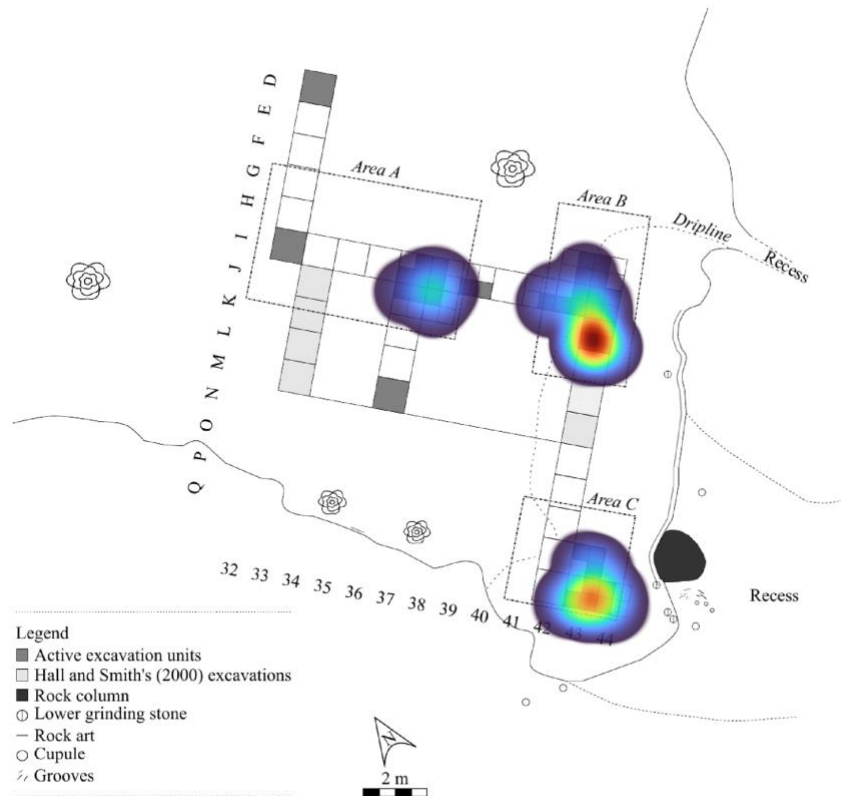 D
E
F
G
H
I
J
K
L
M
N
O
P
Q
Area A
Area B
Dripline
Recess
Area C
Recess
32 33 34 35 36 37 38 39 40 41 42 43 44
N
Legend
Active excavation units
Hall and Smith's (2000) excavations
Rock column
Lower grinding stone
Rock art
Cupule
Grooves
2 m